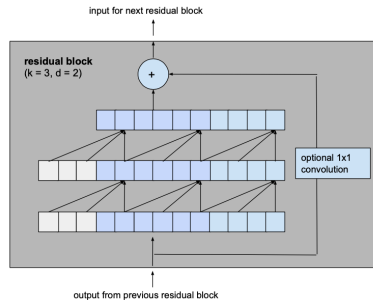 input for next residual block
residual block
(k = 3, d = 2)
+
optional 1x1
convolution
output from previous residual block